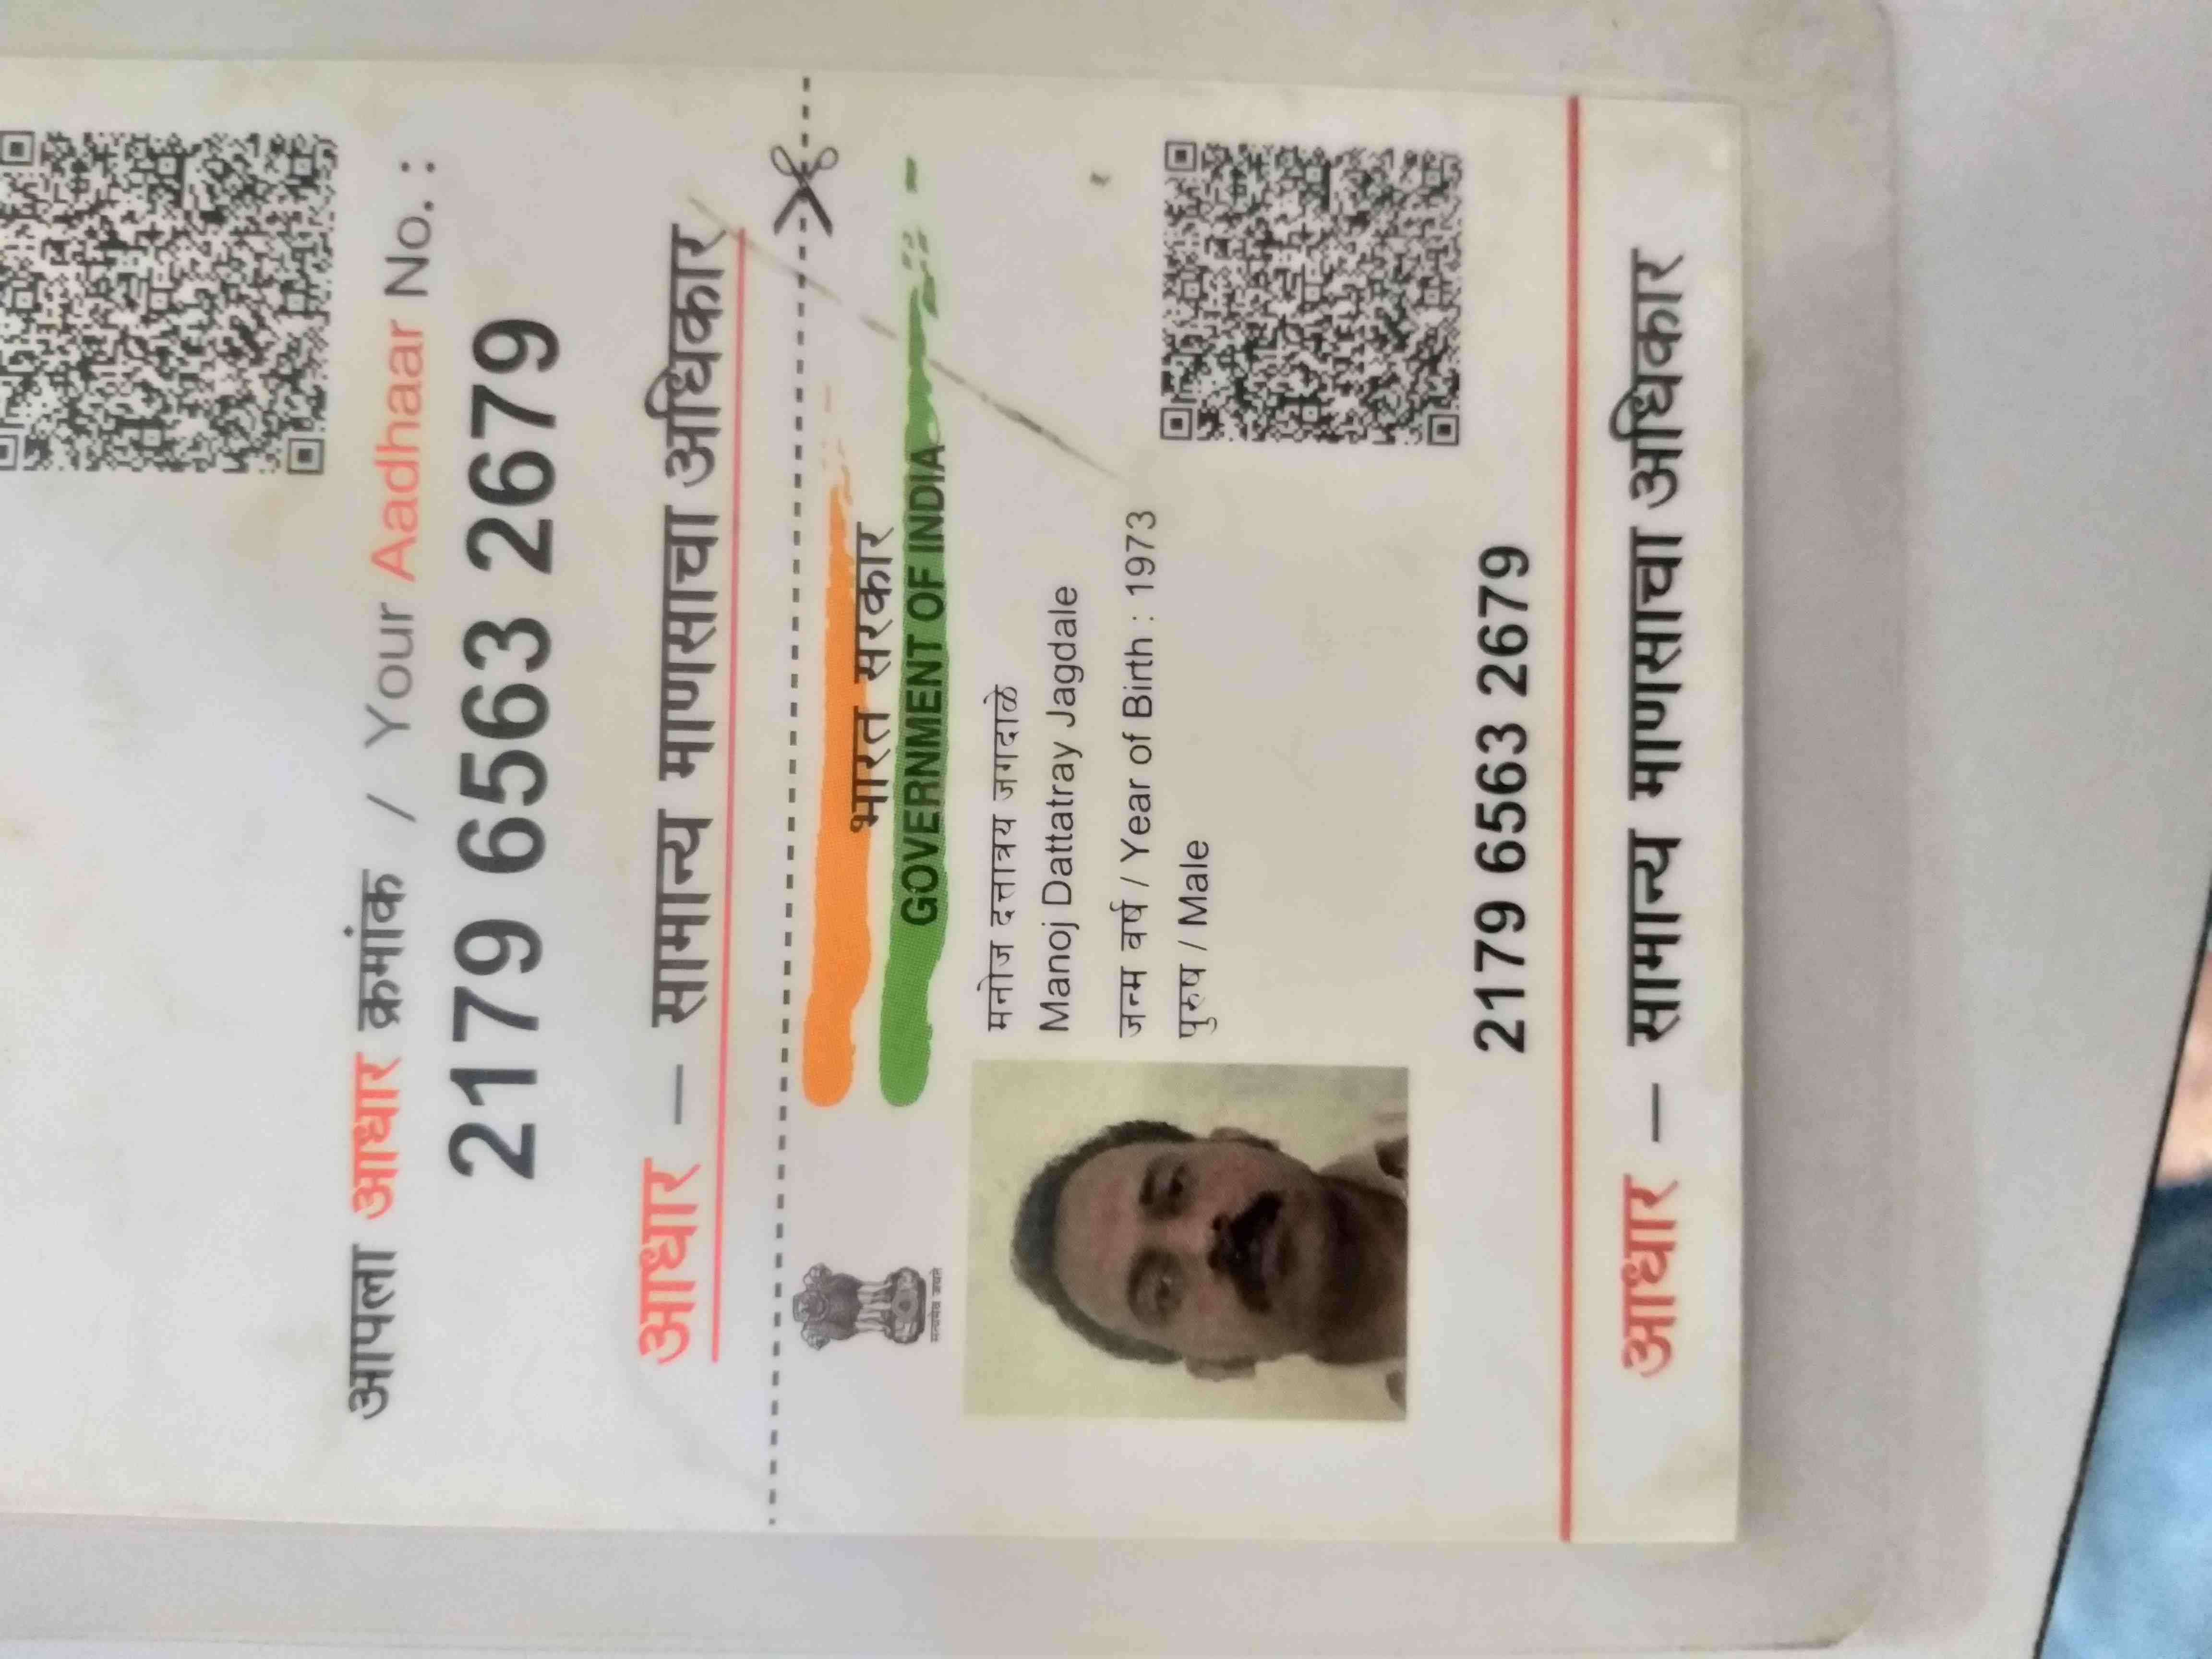 आपला आधार क्रमांक / Your Aadhaar No. :
2179 6563 2679
आधार – सामान्य माणसाचा अधिकार
भारत सरकार
GOVERNMENT OF INDIA
सत्यमेव जयते
मनोज दत्तात्रय जगदाळे
Manoj Dattatray Jagdale
जन्म वर्ष / Year of Birth : 1973
पुरुष / Male
2179 6563 2679
आधार – सामान्य माणसाचा अधिकार